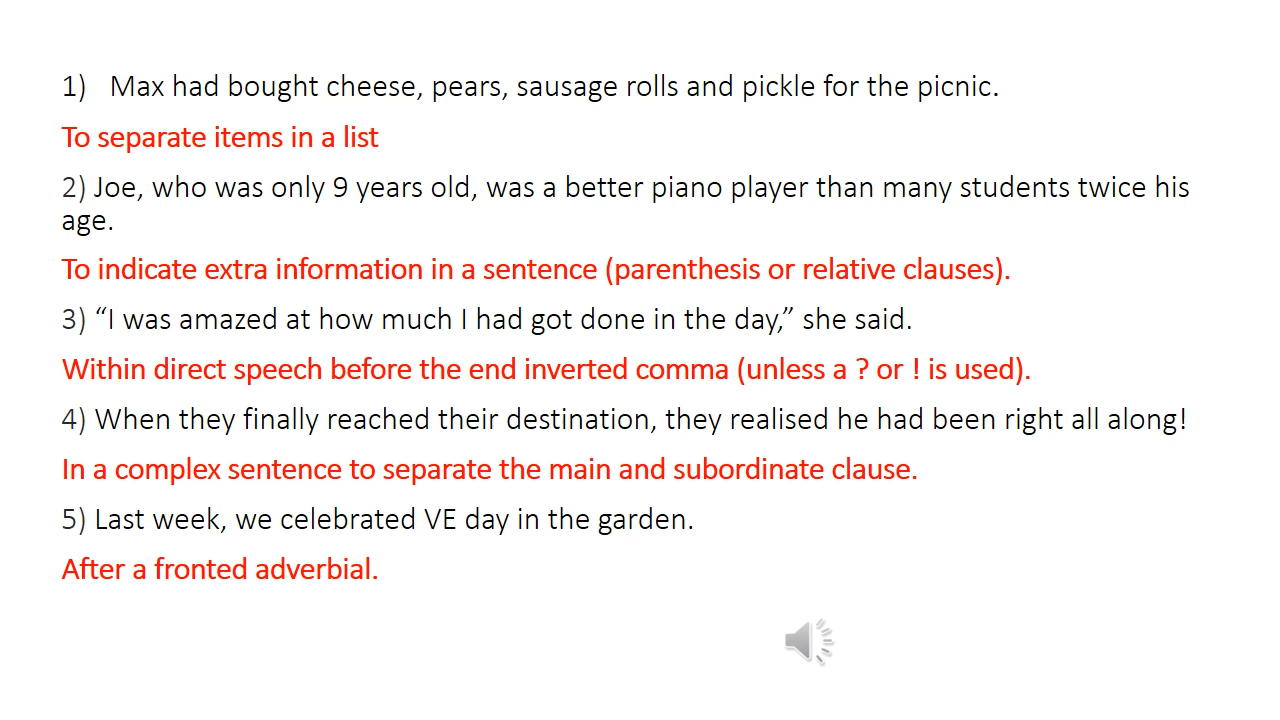 1) Max had bought cheese, pears, sausage rolls and pickle for the picnic.
To separate items in a list
2) Joe, who was only 9 years old, was a better piano player than many students twice his
age.
To indicate extra information in a sentence (parenthesis or relative clauses).
3) “I was amazed at how much I had got done in the day,” she said.
Within direct speech before the end inverted comma (unless a ? or ! is used).
4) When they finally reached their destination, they realised he had been right all along!
In a complex sentence to separate the main and subordinate clause.
5) Last week, we celebrated VE day in the garden.
After a fronted adverbial.